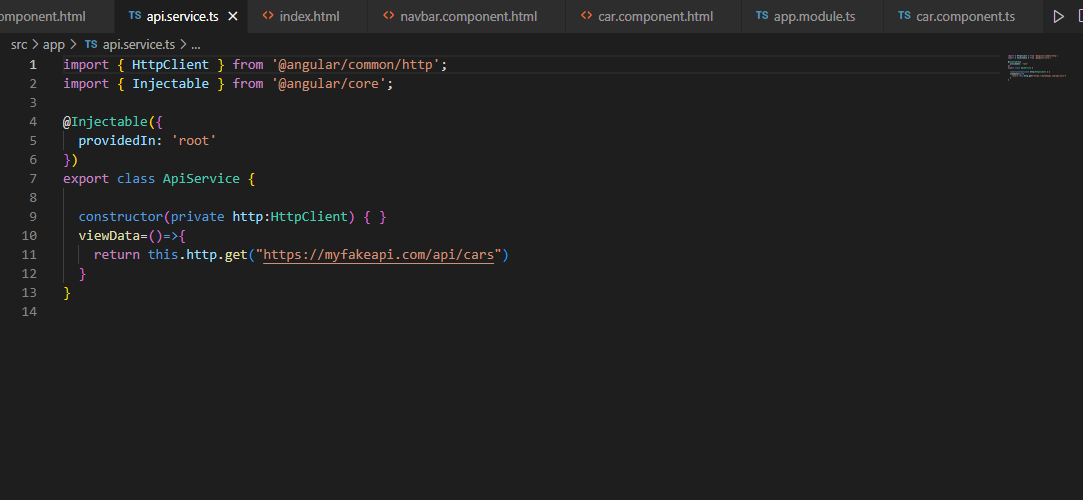 omponent.html TS api.service.ts × <> index.html <> navbar.component.html <> car.component.html TS app.module.ts TS car.component.ts
src > app > TS api.service.ts > ...
1 import { HttpClient } from '@angular/common/http';
2 import { Injectable } from '@angular/core';
3
4 @Injectable({
5 providedIn: 'root'
6 })
7 export class ApiService {
8
9 constructor(private http:HttpClient) { }
10 viewData=()=>{
11 return this.http.get("https://myfakeapi.com/api/cars")
12 }
13 }
14